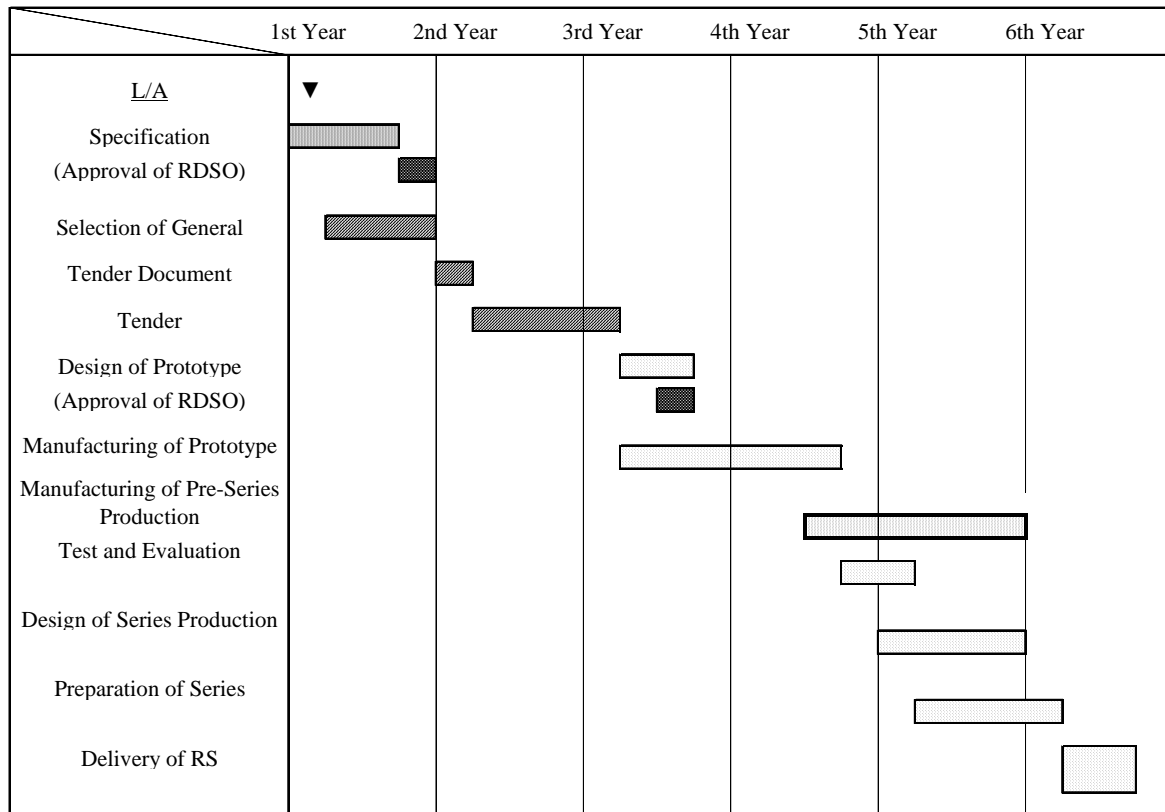 1st Year 2nd Year 3rd Year 4th Year 5th Year 6th Year
L/A
Specification
(Approval of RDSO)
Selection of General
Tender Document
Tender
Design of Prototype
(Approval of RDSO)
Manufacturing of Prototype
Manufacturing of Pre-Series
Production
Test and Evaluation
Design of Series Production
Preparation of Series
Delivery of RS